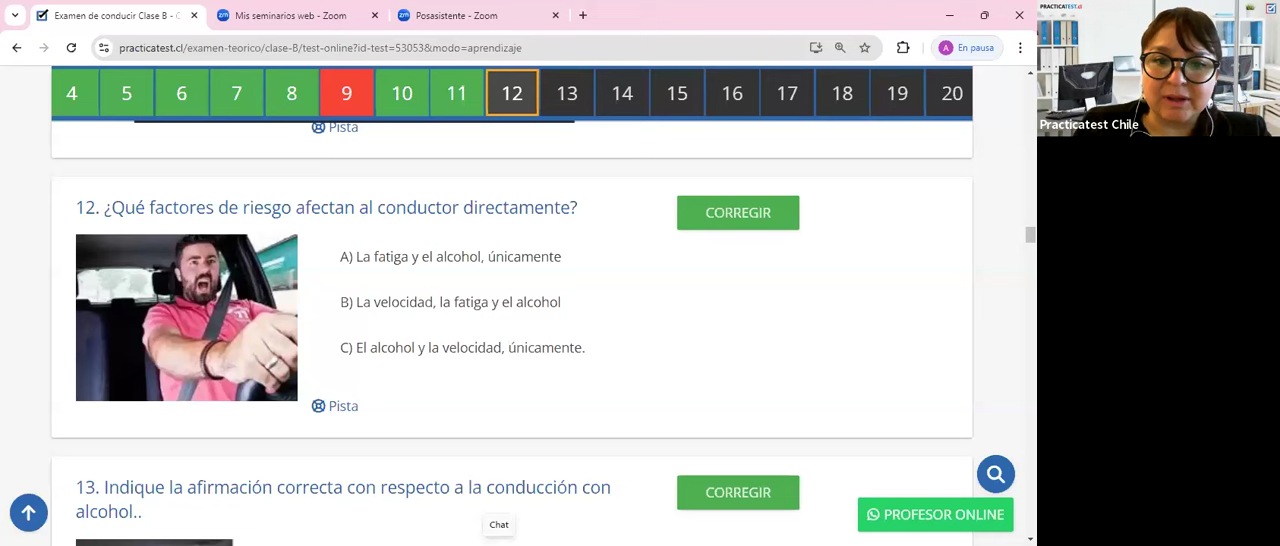 Examen de conducir Clase B - C
Mis seminarios web - Zoom
Posasistente - Zoom
practicatest.cl/examen-teorico/clase-B/test-online?id-test=53053&modo=aprendizaje
A
En pausa
PRACTICATEST.cl
Practicatest Chile
4 5 6 7 8 9 10 11 12 13 14 15 16 17 18 19 20
Pista
12. ¿Qué factores de riesgo afectan al conductor directamente?
CORREGIR
A) La fatiga y el alcohol, únicamente
B) La velocidad, la fatiga y el alcohol
C) El alcohol y la velocidad, únicamente.
Pista
13. Indique la afirmación correcta con respecto a la conducción con
alcohol..
CORREGIR
PROFESOR ONLINE
Chat